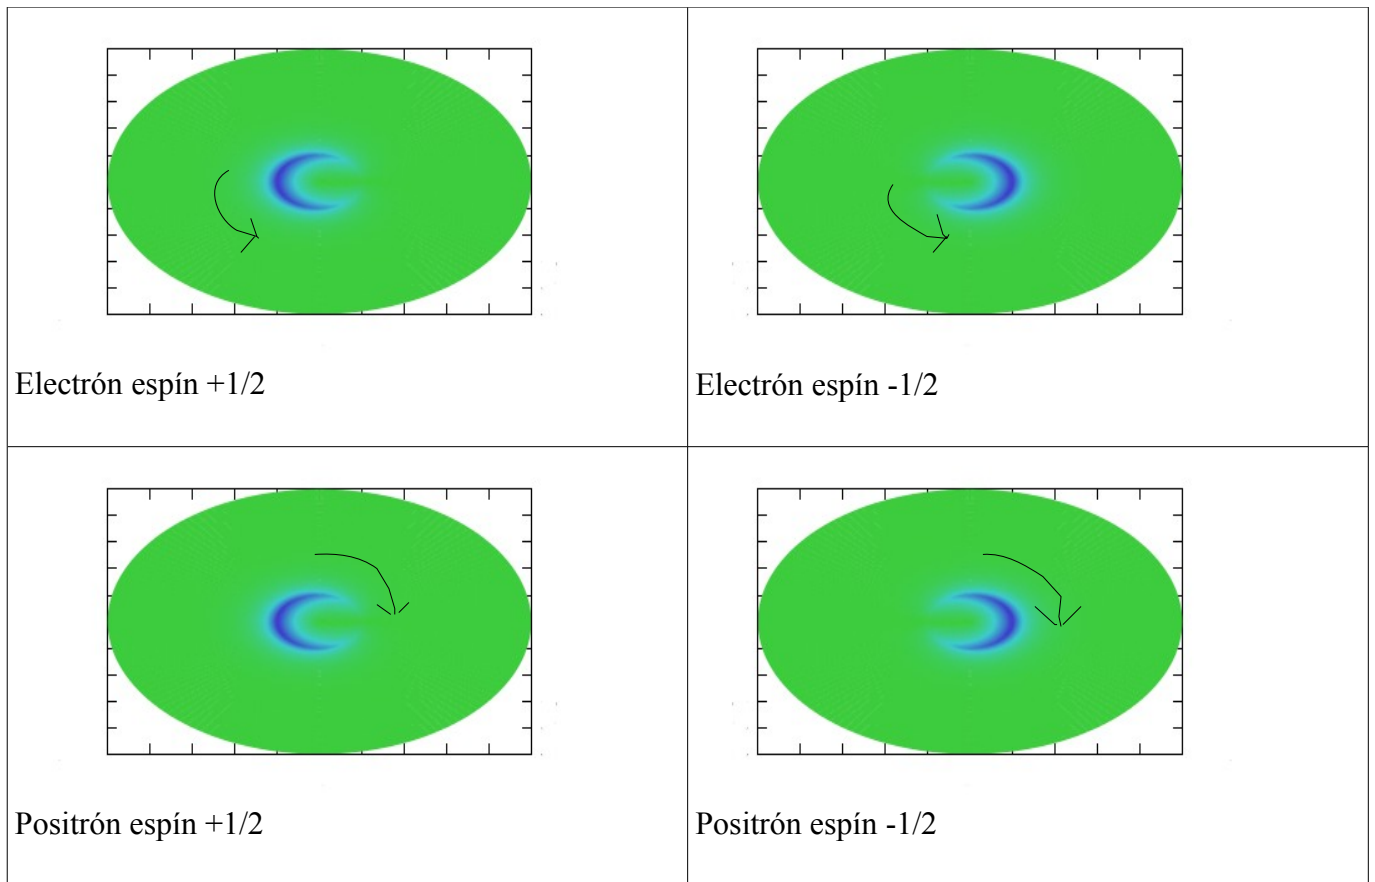 Electrón espín +1/2
Electrón espín -1/2
Positrón espín +1/2
Positrón espín -1/2